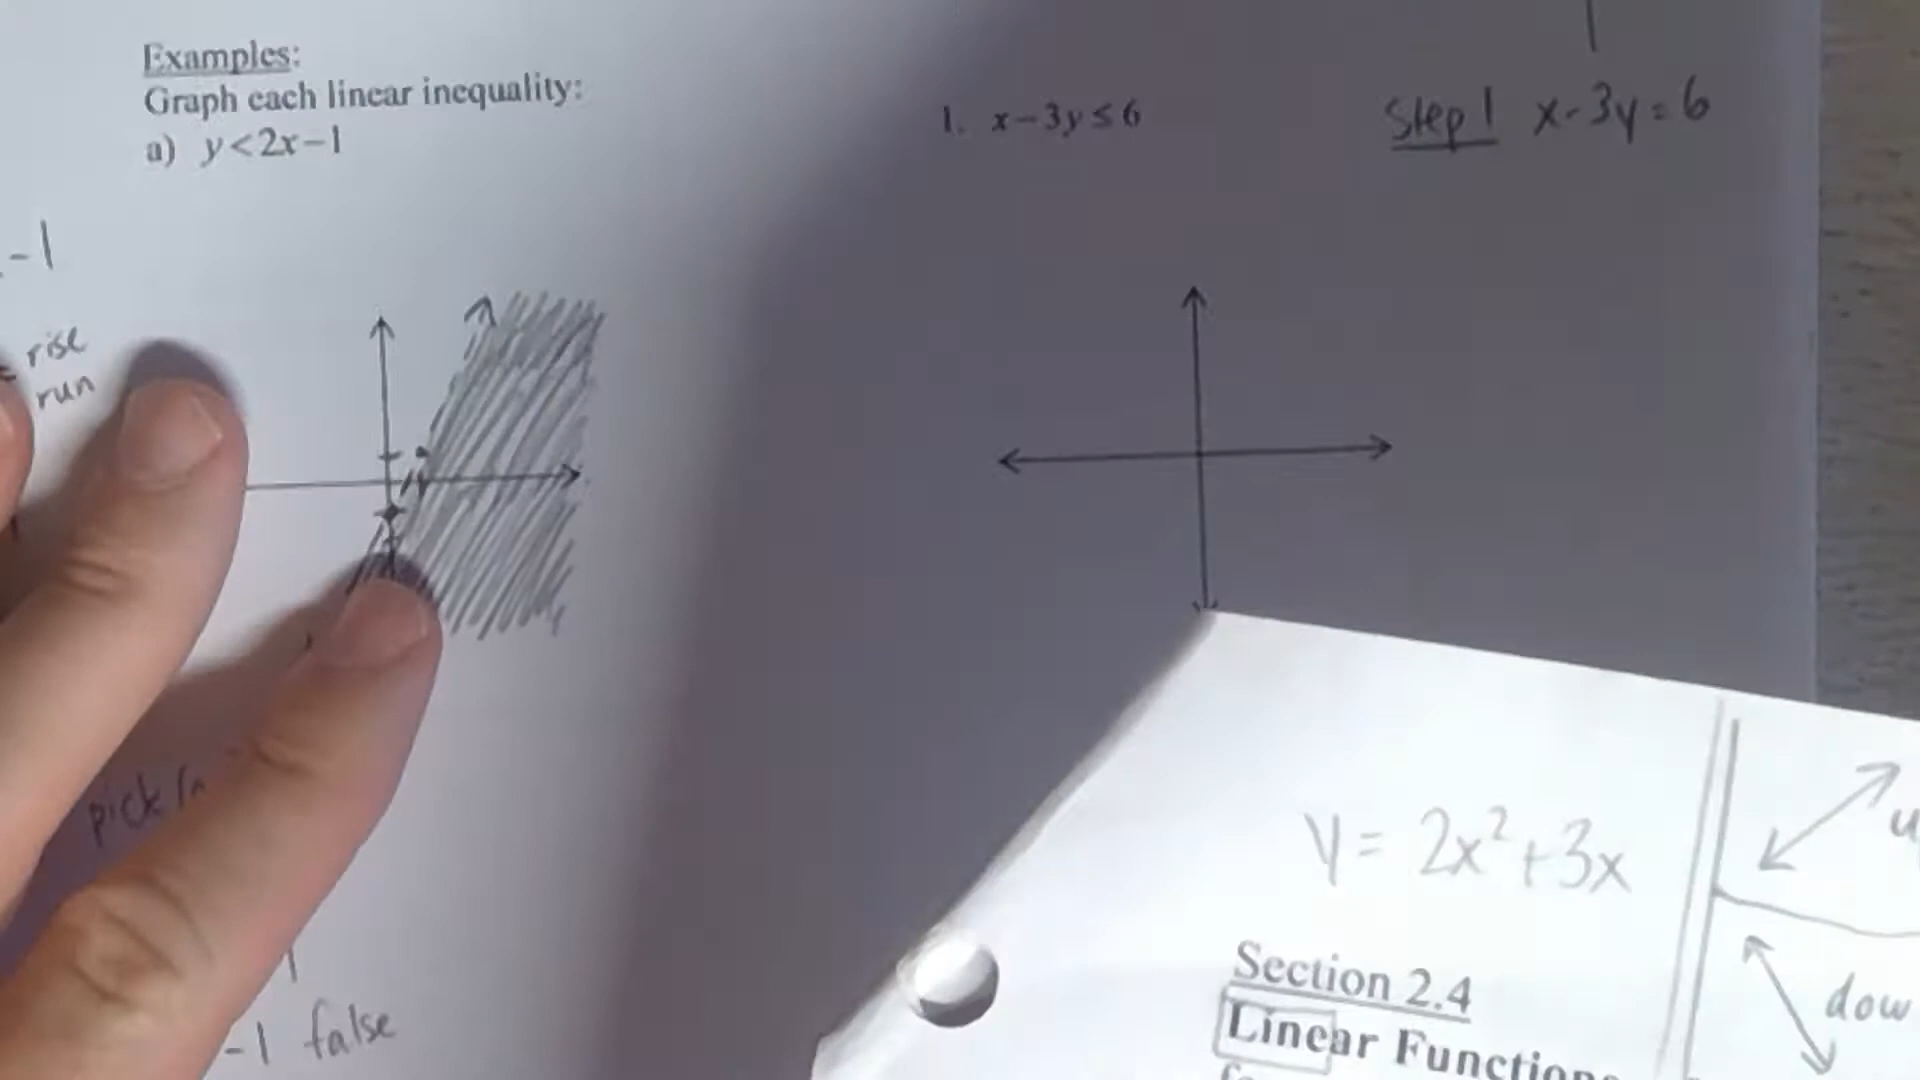 Examples:
Graph each linear inequality:
a) y<2x-1
-1
rise
run
pick
-1 false
1. x-3y≤6
Step 1 x-3y=6
y= 2x²+3x
Section 2.4
Linear Functions
u
dow